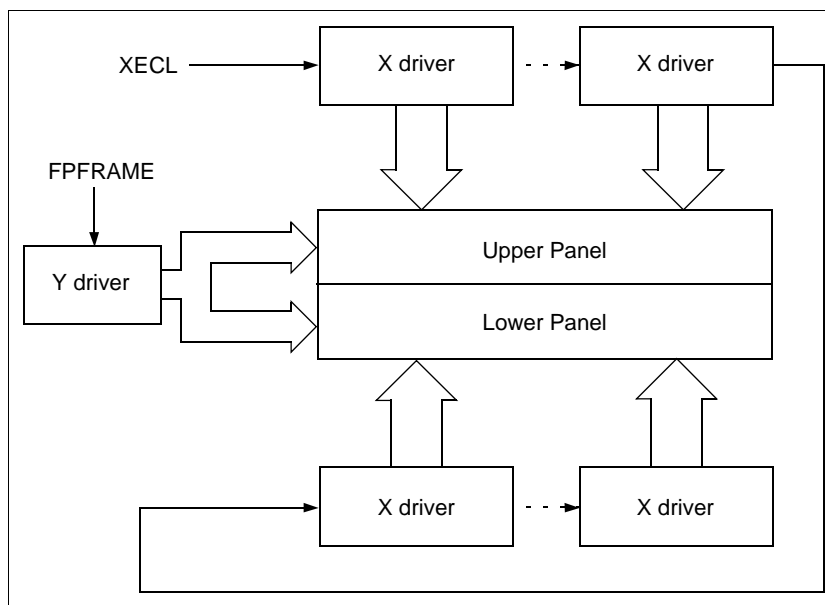 XECL
X driver
X driver
FPFRAME
Y driver
Upper Panel
Lower Panel
X driver
X driver